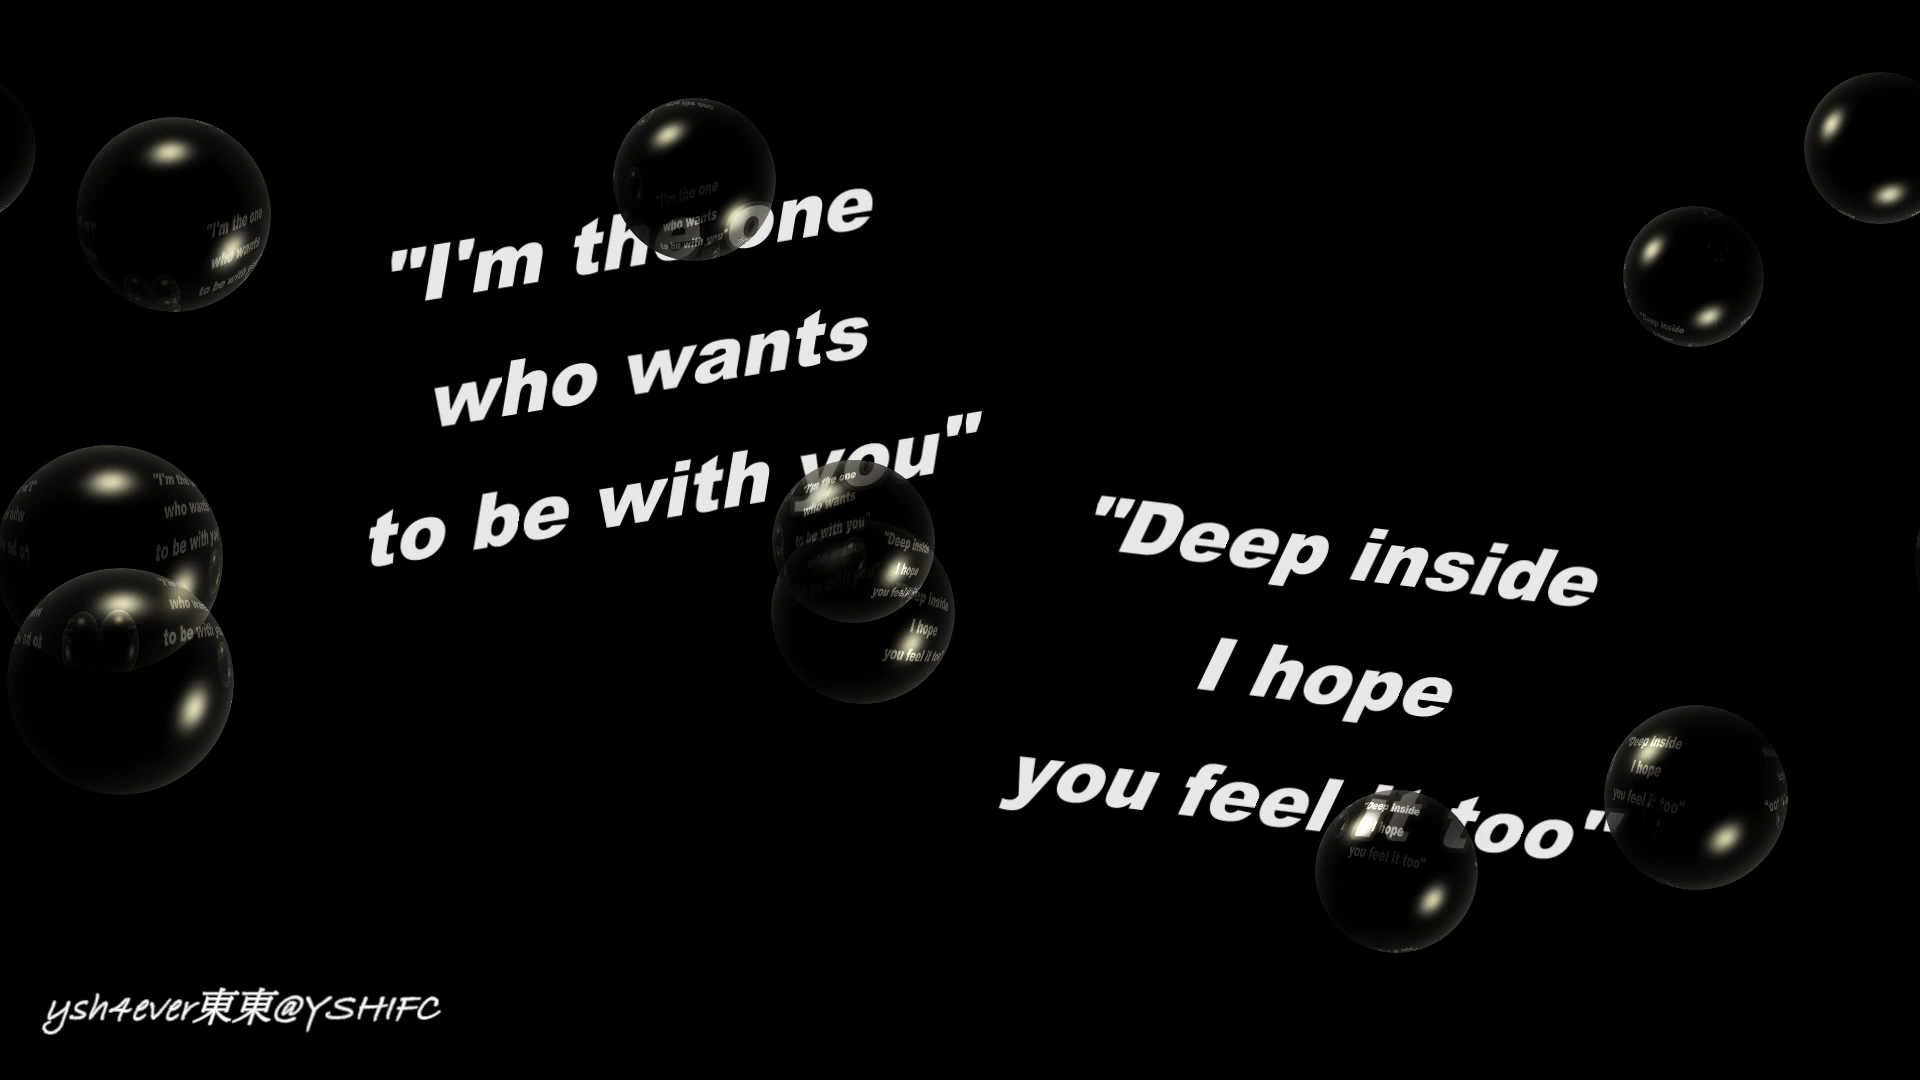 "I'm the one
who wants
to be with you"
"Deep inside
I hope
you feel it too"
ysh4ever東東@YSHIFC